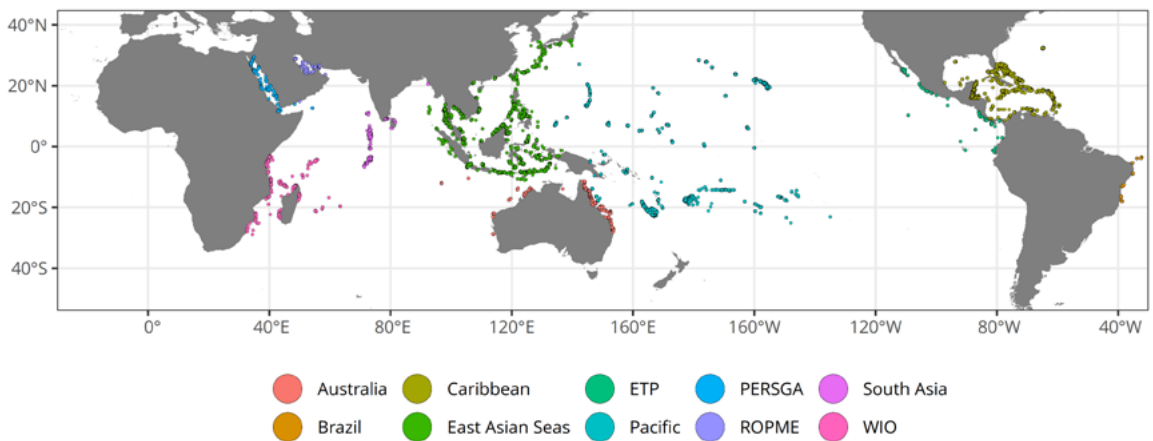 40°N
20°N
0°
20°S
40°S
0° 40°E 80°E 120°E 160°E 160°W 120°W 80°W 40°W
Australia Caribbean ETP PERSGA South Asia
Brazil East Asian Seas Pacific ROPME WIO